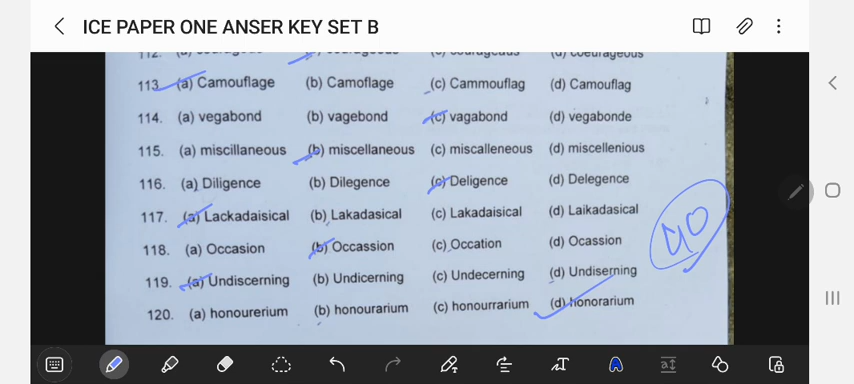 ICE PAPER ONE ANSER KEY SET B
113. (a) Camouflage (b) Camoflage (c) Cammouflag (d) Camouflag
114. (a) vegabond (b) vagebond (c) vagabond (d) vegabonde
115. (a) miscillaneous (b) miscellaneous (c) miscalleneous (d) miscellenious
116. (a) Diligence (b) Dilegence (c) Deligence (d) Delegence
117. (a) Lackadaisical (b) Lakadasical (c) Lakadaisical (d) Laikadasical
118. (a) Occasion (b) Occassion (c) Occation (d) Ocassion
119. (a) Undiscerning (b) Undicerning (c) Undecerning (d) Undiserning
120. (a) honourerium (b) honourarium (c) honourrarium (d) honorarium
40